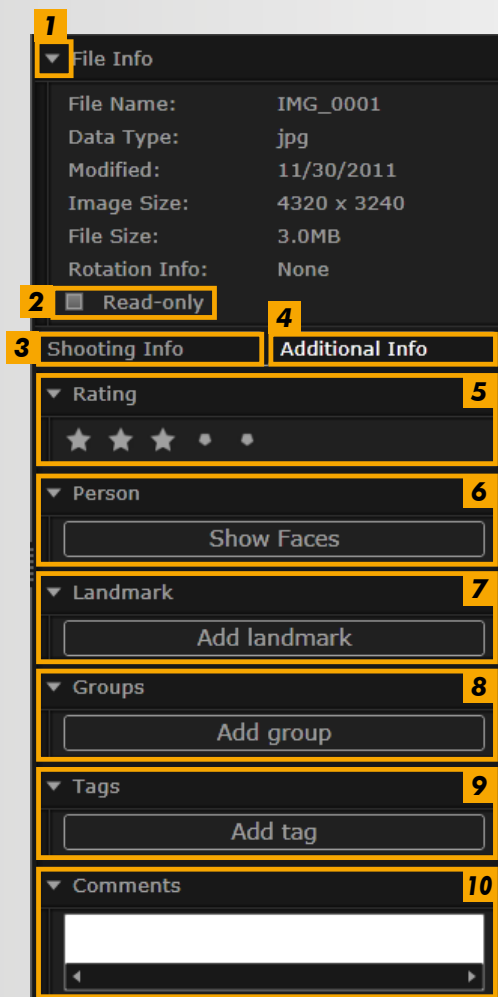 1
File Info
File Name: IMG_0001
Data Type: jpg
Modified: 11/30/2011
Image Size: 4320 x 3240
File Size: 3.0MB
Rotation Info: None
2 Read-only
4
3 Shooting Info Additional Info
Rating 5
Person 6
Show Faces
Landmark 7
Add landmark
Groups 8
Add group
Tags 9
Add tag
Comments 10